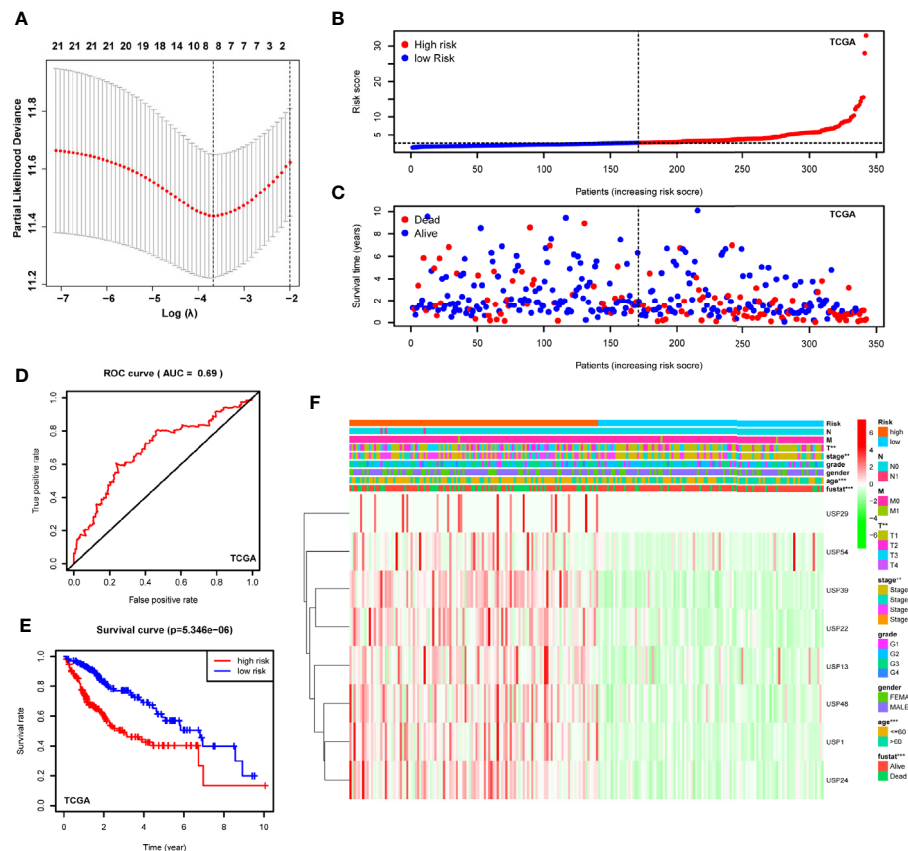 A
21 21 21 21 20 19 18 14 10 8 8 7 7 7 3 2
Partial Likelihood Deviance
11.8
11.6
11.4
11.2
-7 -6 -5 -4 -3 -2
Log (λ)
B
High risk
low Risk
TCGA
Risk score
30
20
10
5
0 50 100 150 200 250 300 350
Patients (increasing risk socre)
C
Dead
Alive
TCGA
Survival time (years)
10
8
6
4
2
0
0 50 100 150 200 250 300 350
Patients (increasing risk socre)
D
ROC curve ( AUC = 0.69 )
True positive rate
1.0
0.8
0.6
0.4
0.2
0.0
TCGA
0.0 0.2 0.4 0.6 0.8 1.0
False positive rate
E
Survival curve (p=5.346e-06)
high risk
low risk
Survival rate
1.0
0.8
0.6
0.4
0.2
0.0
TCGA
0 2 4 6 8 10
Time (year)
F
Risk
N
M
T**
stage**
grade
gender
age***
fustat***
USP29
USP54
USP39
USP22
USP13
USP48
USP1
USP24
6
4
2
0
-2
-4
-6
Risk
high
low
N
N0
N1
M
M0
M1
T**
T1
T2
T3
T4
stage**
Stage
Stage
Stage
Stage
grade
G1
G2
G3
G4
gender
FEMA
MALE
age***
<=60
>60
fustat***
Alive
Dead